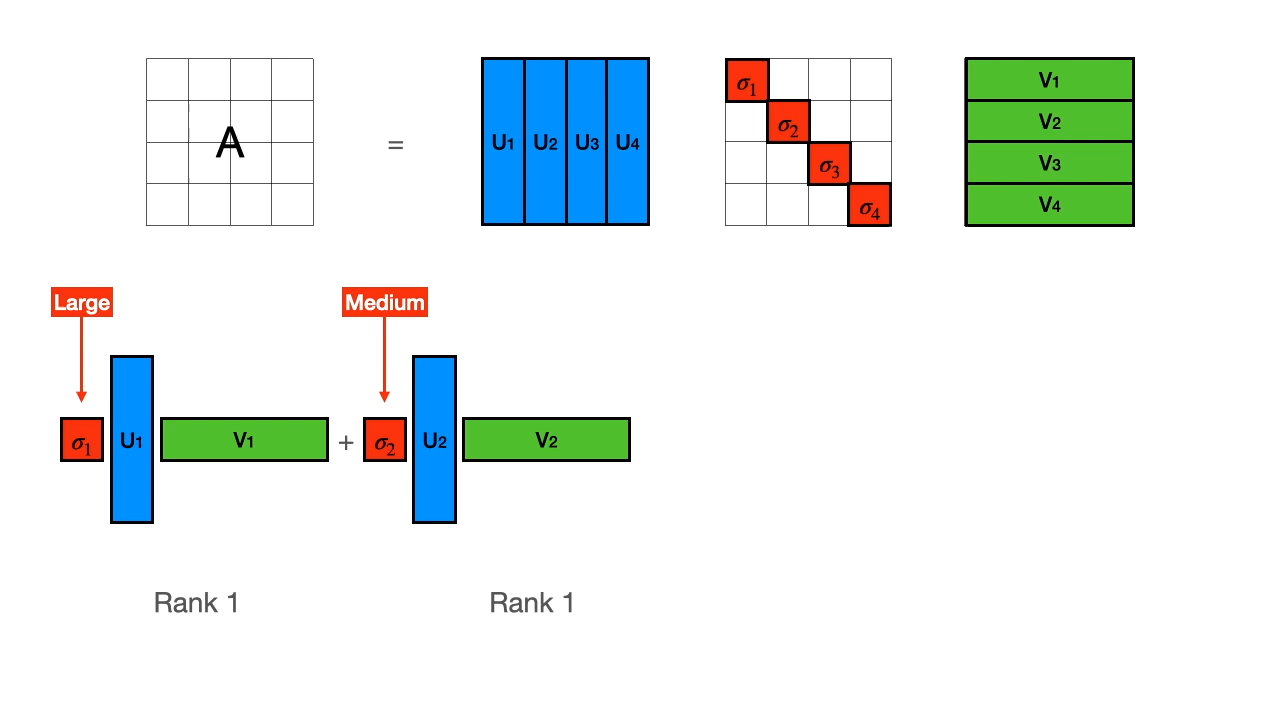 A = U1 U2 U3 U4 σ1 σ2 σ3 σ4 V1 V2 V3 V4
Large Medium
σ1 U1 V1 + σ2 U2 V2
Rank 1 Rank 1